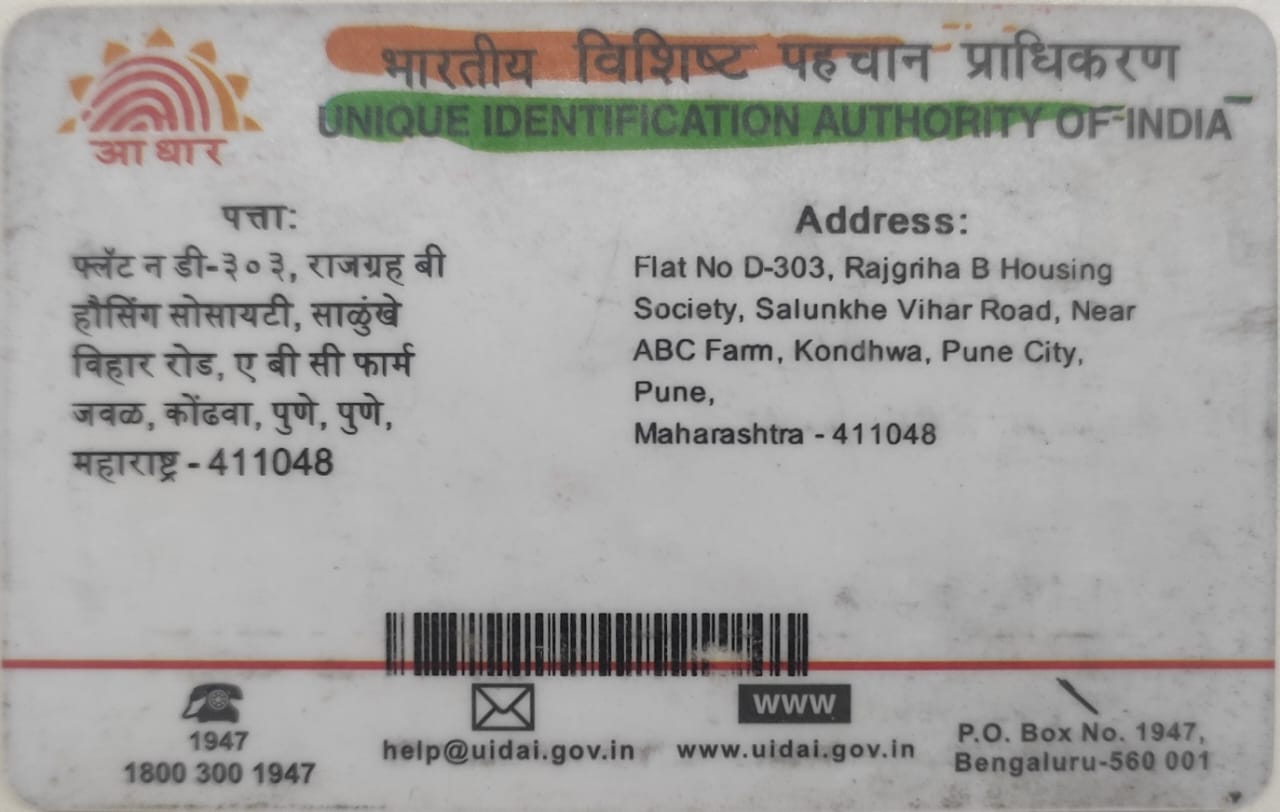 भारतीय विशिष्ट पहचान प्राधिकरण
UNIQUE IDENTIFICATION AUTHORITY OF INDIA
आधार
पत्ता:
फ्लॅट न डी-३०३, राजग्रह बी
हौसिंग सोसायटी, साळुंखे
विहार रोड, ए बी सी फार्म
जवळ, कोंढवा, पुणे, पुणे,
महाराष्ट्र - 411048
Address:
Flat No D-303, Rajgriha B Housing
Society, Salunkhe Vihar Road, Near
ABC Farm, Kondhwa, Pune City,
Pune,
Maharashtra - 411048
1947
1800 300 1947
help@uidai.gov.in
www
www.uidai.gov.in
P.O. Box No. 1947,
Bengaluru-560 001